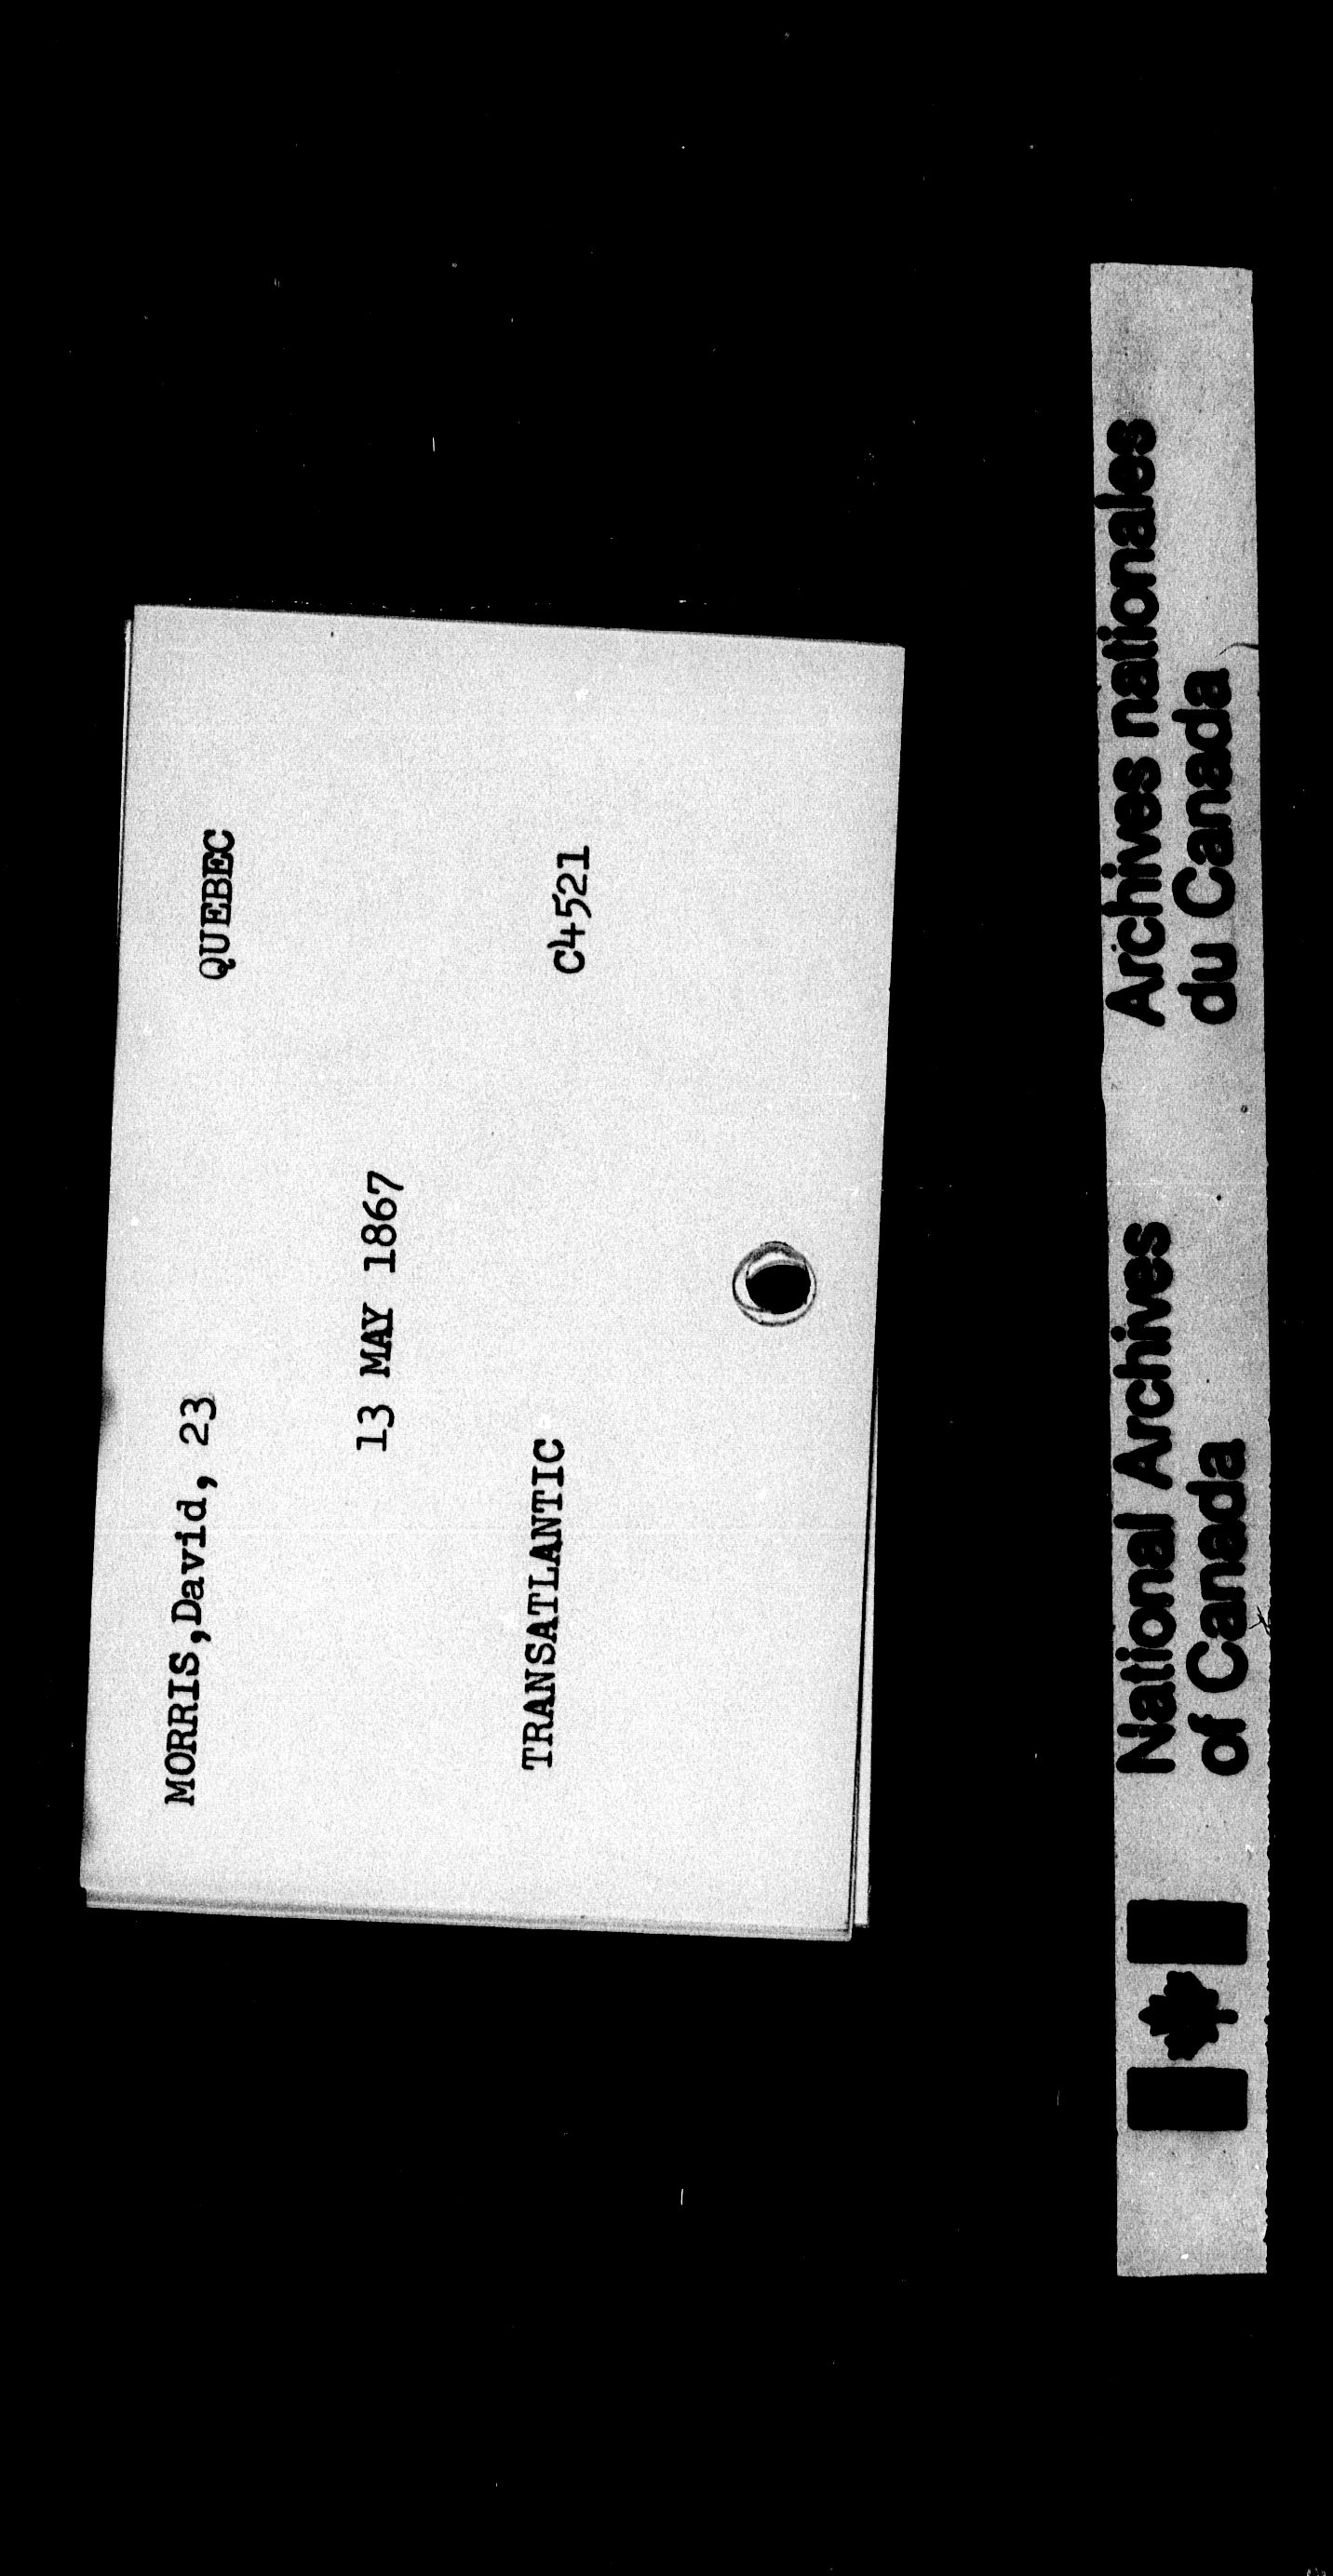 MORRIS,David, 23 QUEBEC
13 MAY 1867
TRANSATLANTIC C4521
National Archives Archives nationales
of Canada du Canada